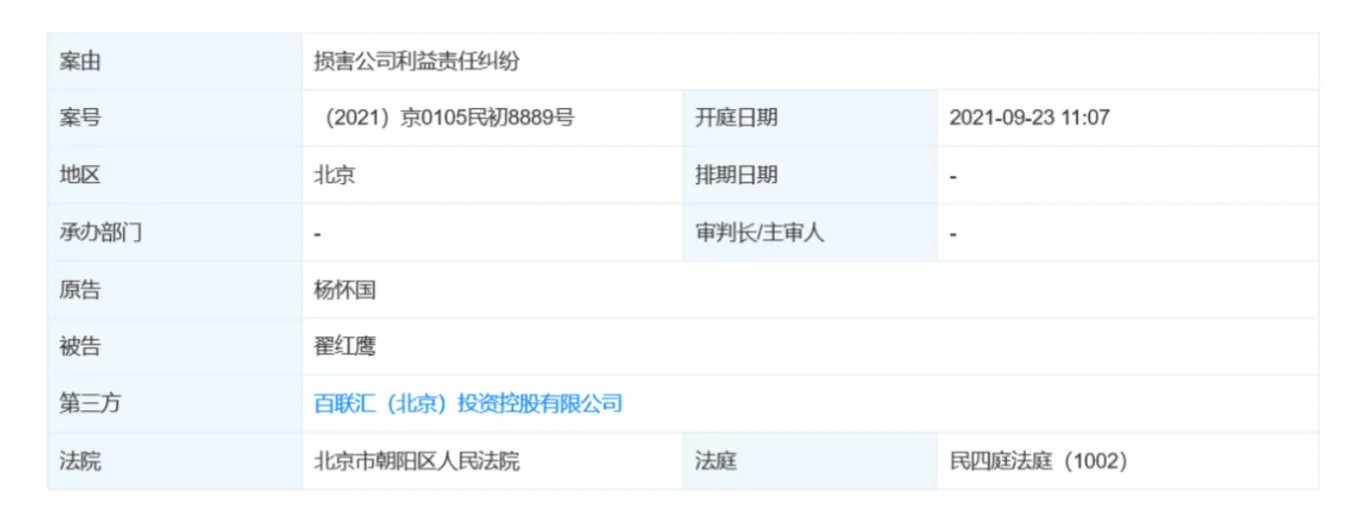 案由 损害公司利益责任纠纷
案号 （2021）京0105民初8889号 开庭日期 2021-09-23 11:07
地区 北京 排期日期 -
承办部门 - 审判长/主审人 -
原告 杨怀国
被告 翟红鹰
第三方 百联汇（北京）投资控股有限公司
法院 北京市朝阳区人民法院 法庭 民四庭法庭（1002）